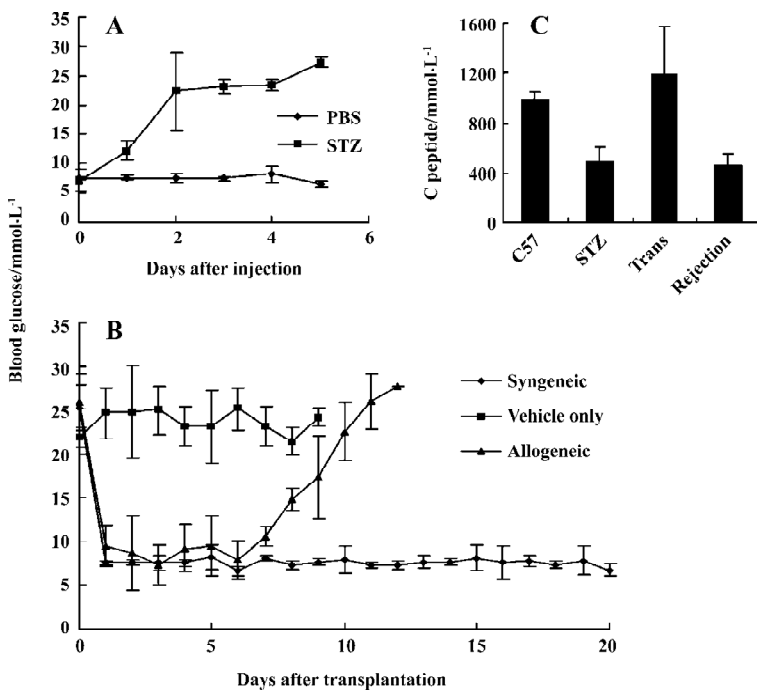 A
35
30
25
20
15
10
5
0
PBS
STZ
0 2 4 6
Days after injection
C
C peptide/mmol·L⁻¹
1600
1200
800
400
0
C57 STZ Trans Rejection
Blood glucose/mmol·L⁻¹
B
35
30
25
20
15
10
5
0
Syngeneic
Vehicle only
Allogeneic
0 5 10 15 20
Days after transplantation